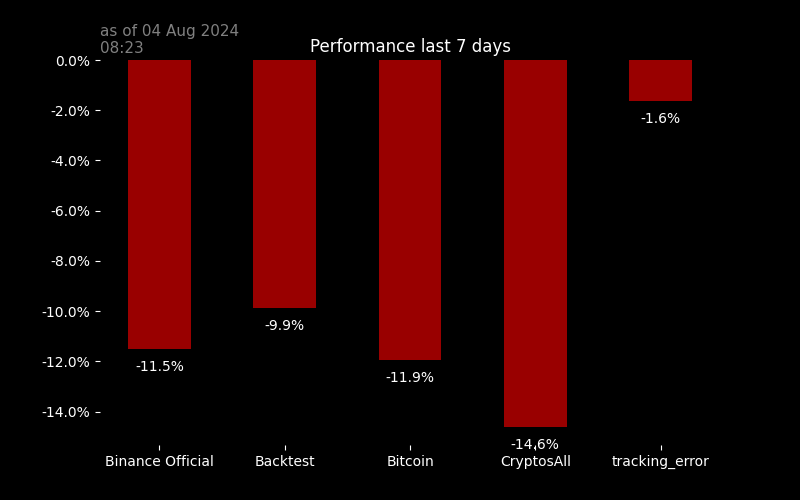 as of 04 Aug 2024
08:23
Performance last 7 days
0.0%
-2.0%
-4.0%
-6.0%
-8.0%
-10.0%
-12.0%
-14.0%
-11.5%
-9.9%
-11.9%
-14.6%
-1.6%
Binance Official
Backtest
Bitcoin
CryptosAll
tracking_error